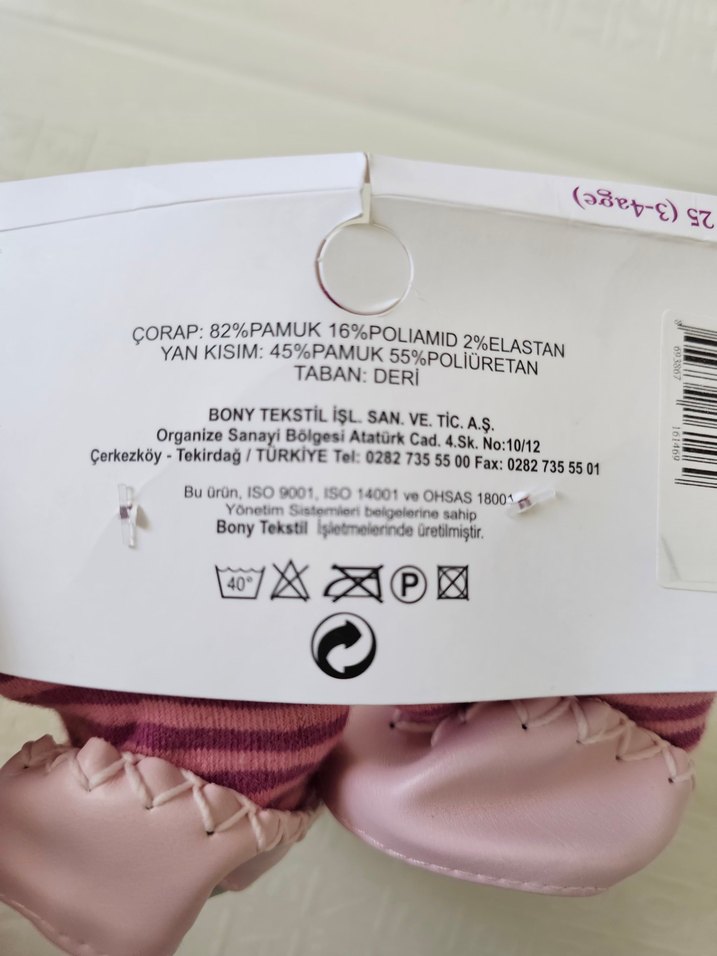 25 (3-4age)
ÇORAP: 82%PAMUK 16%POLIAMID 2%ELASTAN
YAN KISIM: 45%PAMUK 55%POLİÜRETAN
TABAN: DERİ
BONY TEKSTİL İŞL. SAN. VE. TİC. A.Ş.
Organize Sanayi Bölgesi Atatürk Cad. 4.Sk. No:10/12
Çerkezköy - Tekirdağ / TÜRKİYE Tel: 0282 735 55 00 Fax: 0282 735 55 01
Bu ürün, ISO 9001, ISO 14001 ve OHSAS 18001
Yönetim Sistemleri belgelerine sahip
Bony Tekstil İşletmelerinde üretilmiştir.
40°
P
693867 161469